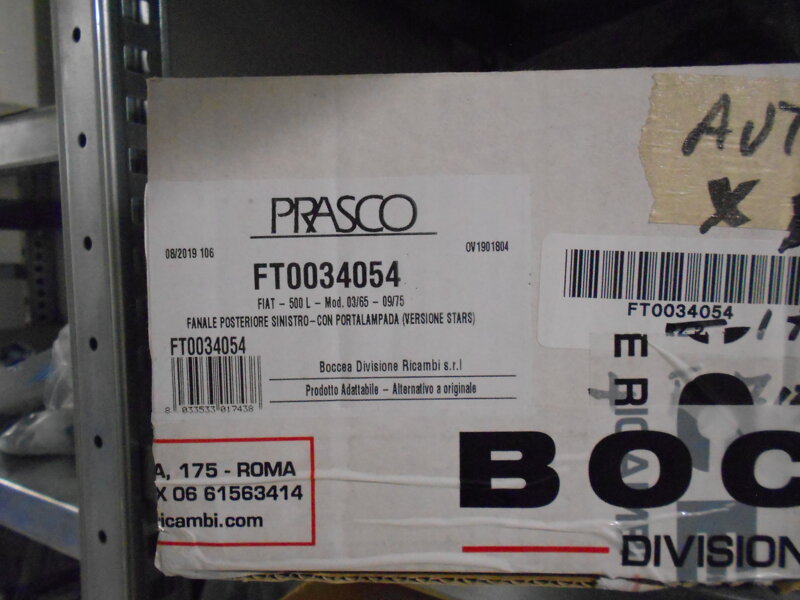 AUT
X
PRASCO
08/2019 106
OV1901804
FT0034054
FIAT - 500 L - Mod. 03/65 - 09/75
FANALE POSTERIORE SINISTRO-CON PORTALAMPADA (VERSIONE STARS)
FT0034054
8 033533 017438
Boccea Divisione Ricambi s.r.l
Prodotto Adattabile - Alternativo a originale
FT0034054
ER
A, 175 - ROMA
X 06 61563414
icambi.com
BOC
DIVISION